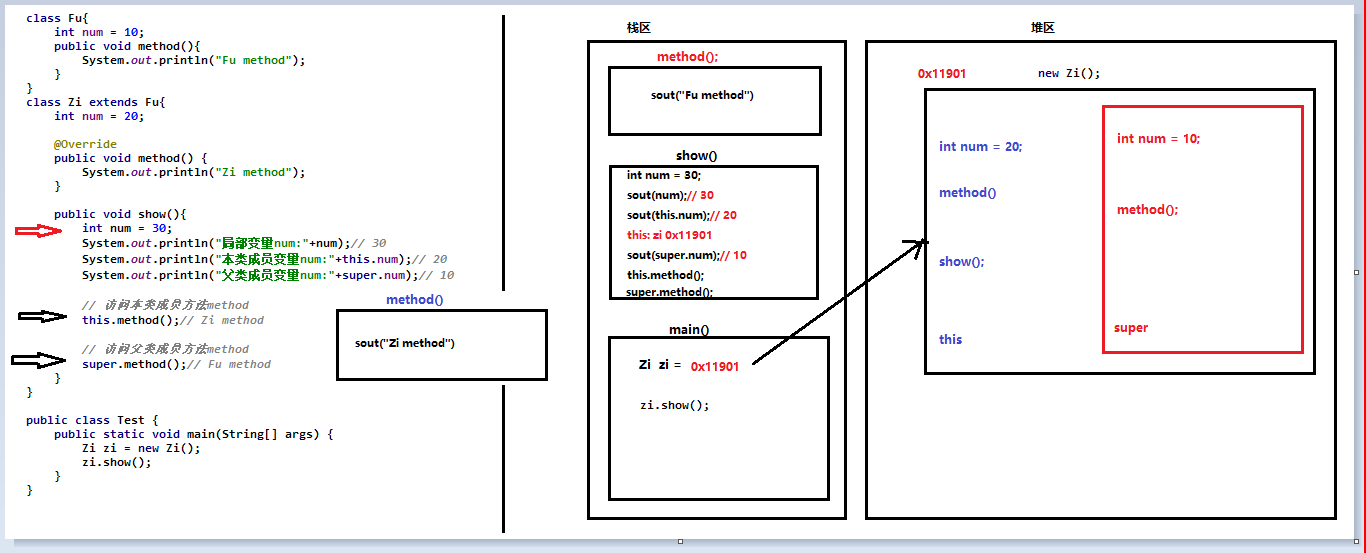 class Fu{
int num = 10;
public void method(){
System.out.println("Fu method");
}
}
class Zi extends Fu{
int num = 20;
@Override
public void method() {
System.out.println("Zi method");
}
public void show(){
int num = 30;
System.out.println("局部变量num:"+num);// 30
System.out.println("本类成员变量num:"+this.num);// 20
System.out.println("父类成员变量num:"+super.num);// 10
// 访问本类成员方法method
this.method();// Zi method
// 访问父类成员方法method
super.method();// Fu method
}
}
public class Test {
public static void main(String[] args) {
Zi zi = new Zi();
zi.show();
}
}
method()
sout("Zi method")
栈区
method();
sout("Fu method")
show()
int num = 30;
sout(num);// 30
sout(this.num);// 20
this: zi 0x11901
sout(super.num);// 10
this.method();
super.method();
main()
Zi zi = 0x11901
zi.show();
堆区
0x11901 new Zi();
int num = 20;
method()
show();
this
int num = 10;
method();
super